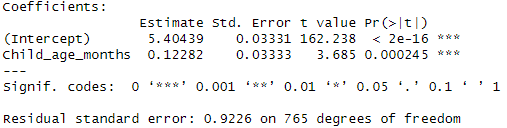 Coefficients:
Estimate Std. Error t value Pr(>|t|)
(Intercept) 5.40439 0.03331 162.238 < 2e-16 ***
Child_age_months 0.12282 0.03333 3.685 0.000245 ***
---
Signif. codes: 0 ‘***’ 0.001 ‘**’ 0.01 ‘*’ 0.05 ‘.’ 0.1 ‘ ’ 1
Residual standard error: 0.9226 on 765 degrees of freedom